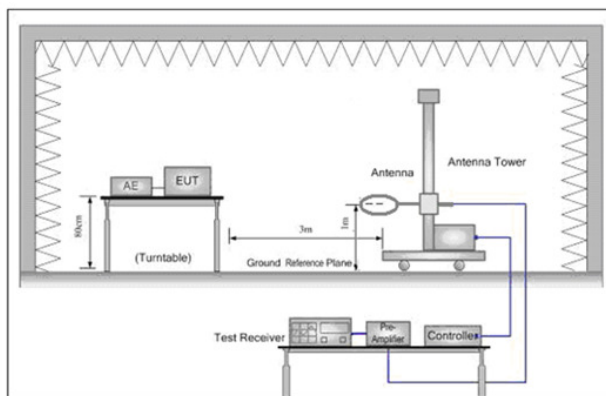 Antenna
Antenna Tower
AE
EUT
80cm
3m
1m
(Turntable)
Ground Reference Plane
Test Receiver
Pre-
Amplifier
Controller